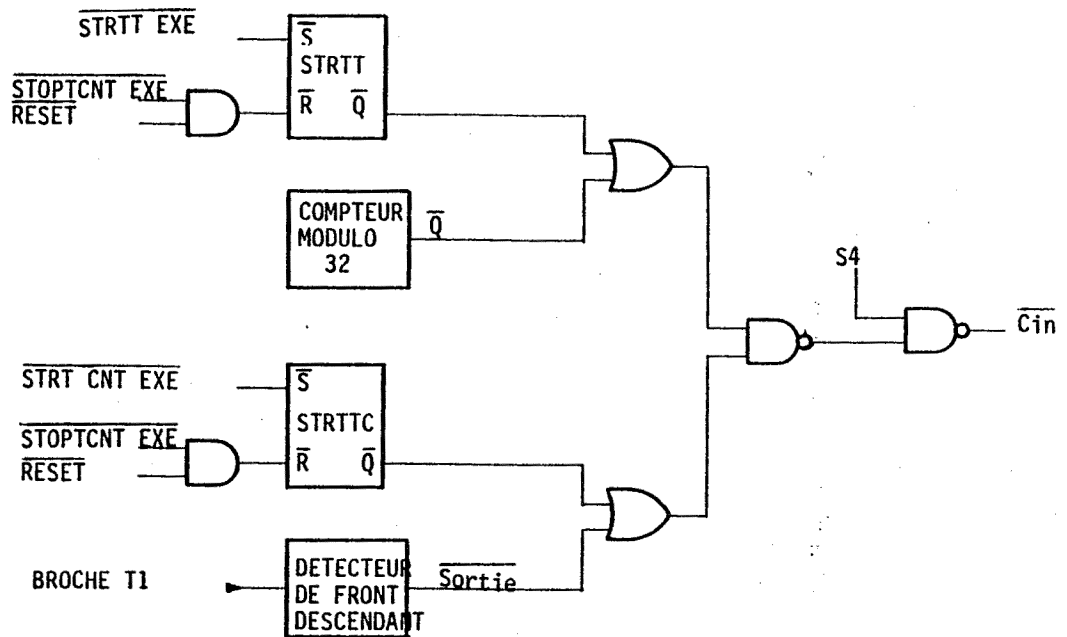 STRTT EXE
S
STRTT
STOPTCNT EXE
RESET
R Q
COMPTEUR
MODULO
32
Q
S4
Cin
STRT CNT EXE
S
STRTTC
STOPTCNT EXE
RESET
R Q
BROCHE T1
DETECTEUR
DE FRONT
DESCENDANT
Sortie